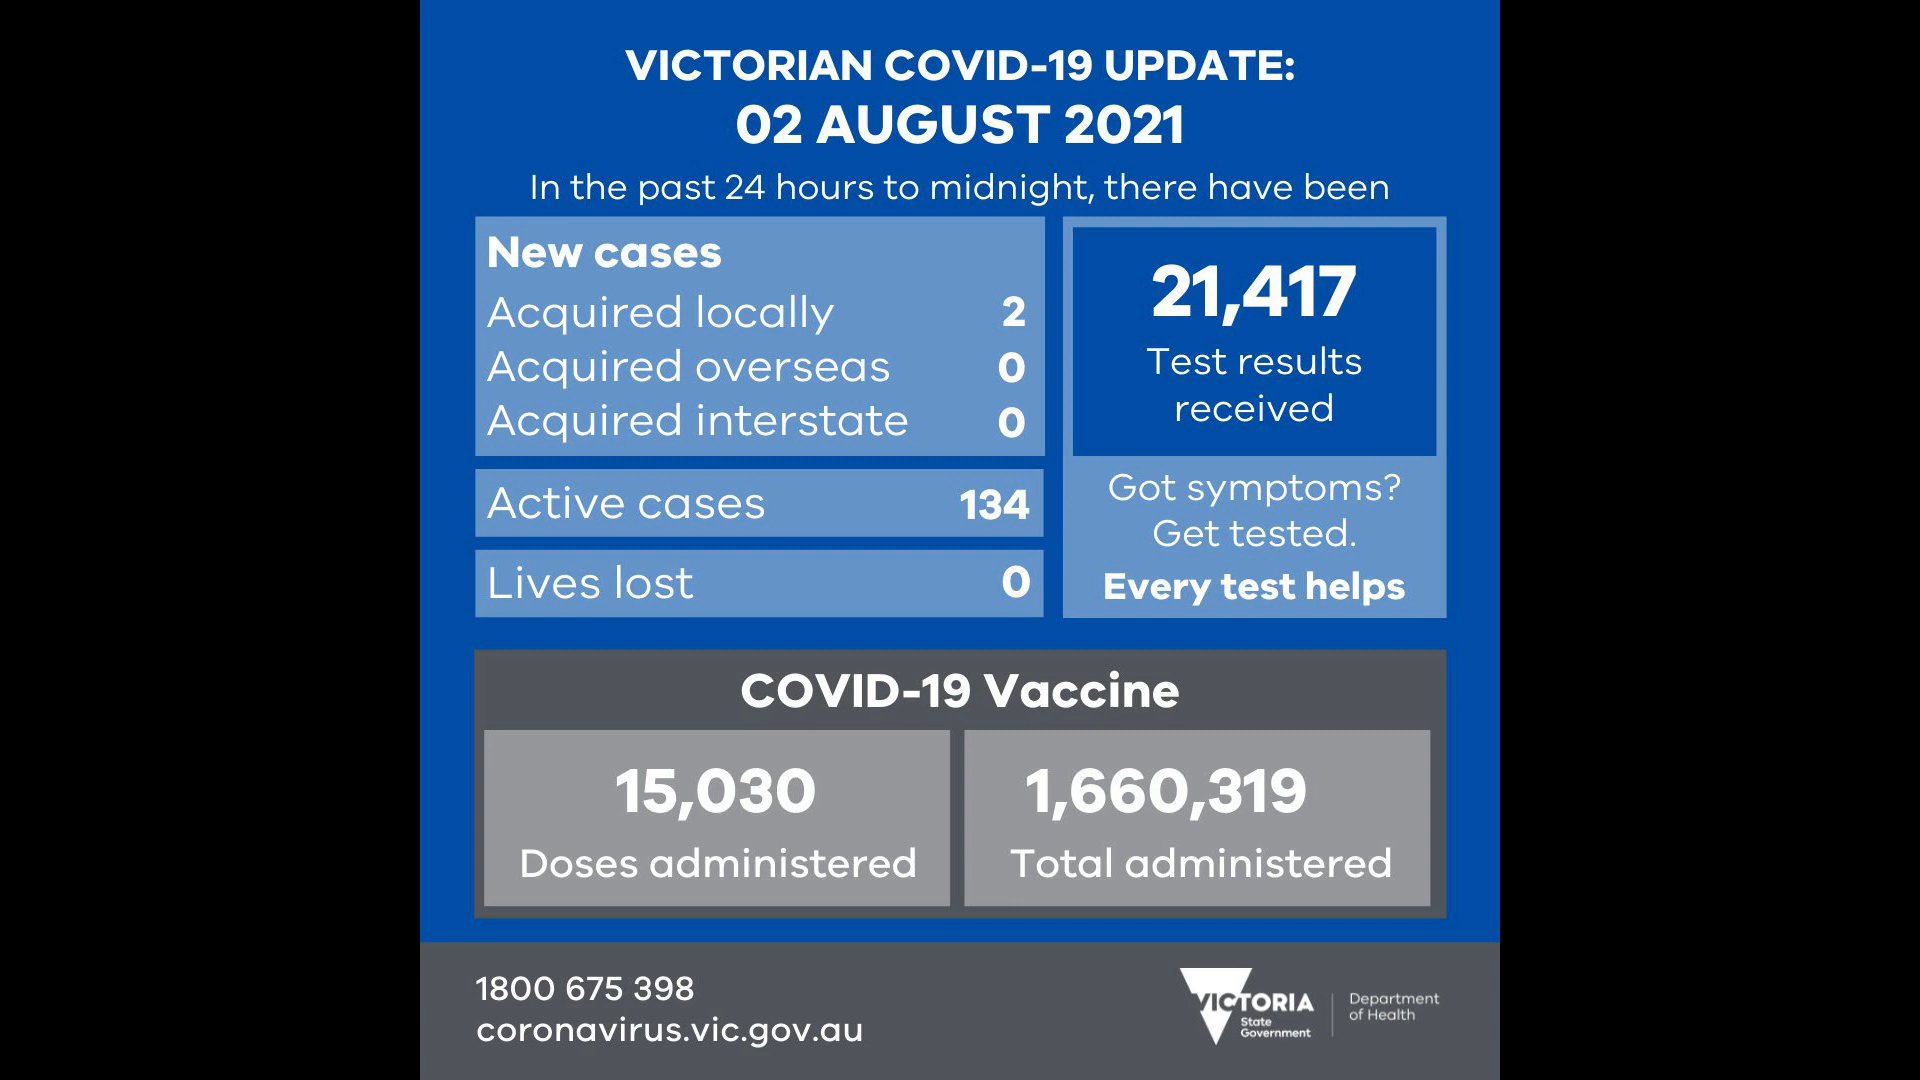 VICTORIAN COVID-19 UPDATE:
02 AUGUST 2021
In the past 24 hours to midnight, there have been
New cases
Acquired locally 2
Acquired overseas 0
Acquired interstate 0
Active cases 134
Lives lost 0
21,417
Test results
received
Got symptoms?
Get tested.
Every test helps
COVID-19 Vaccine
15,030
Doses administered
1,660,319
Total administered
1800 675 398
coronavirus.vic.gov.au
VICTORIA
State
Government
Department
of Health